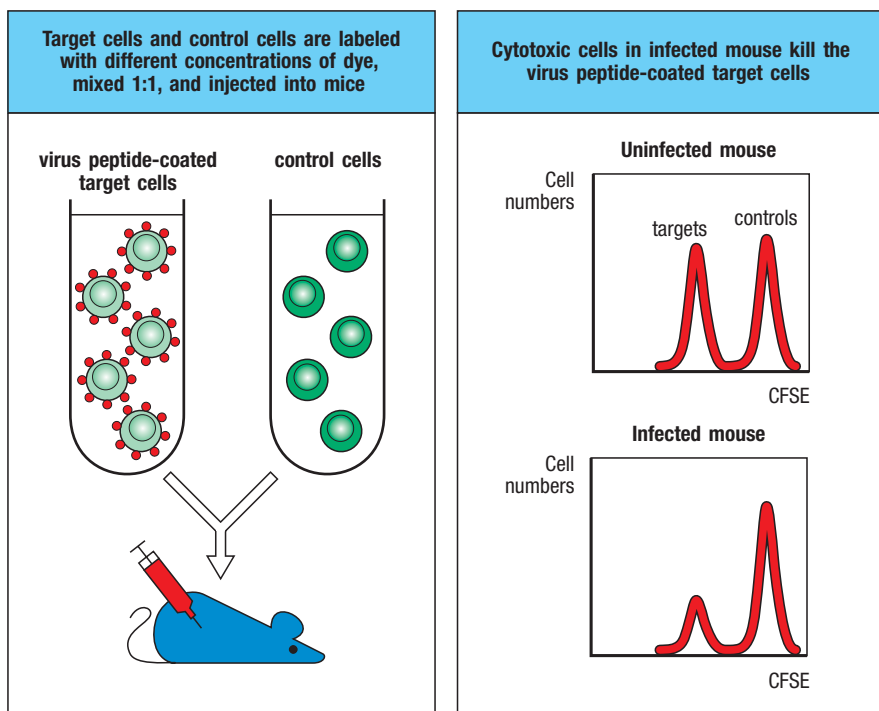 Target cells and control cells are labeled
with different concentrations of dye,
mixed 1:1, and injected into mice
virus peptide-coated
target cells
control cells
Cytotoxic cells in infected mouse kill the
virus peptide-coated target cells
Uninfected mouse
Cell
numbers
targets
controls
CFSE
Infected mouse
Cell
numbers
CFSE